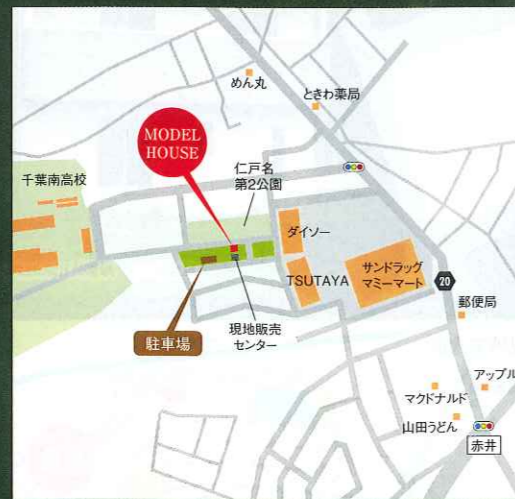 めん丸
ときわ薬局
MODEL
HOUSE
仁戸名
第2公園
千葉南高校
ダイソー
TSUTAYA
サンドラッグ
マミーマート
20
郵便局
現地販売
センター
駐車場
アップル
マクドナルド
山田うどん
赤井